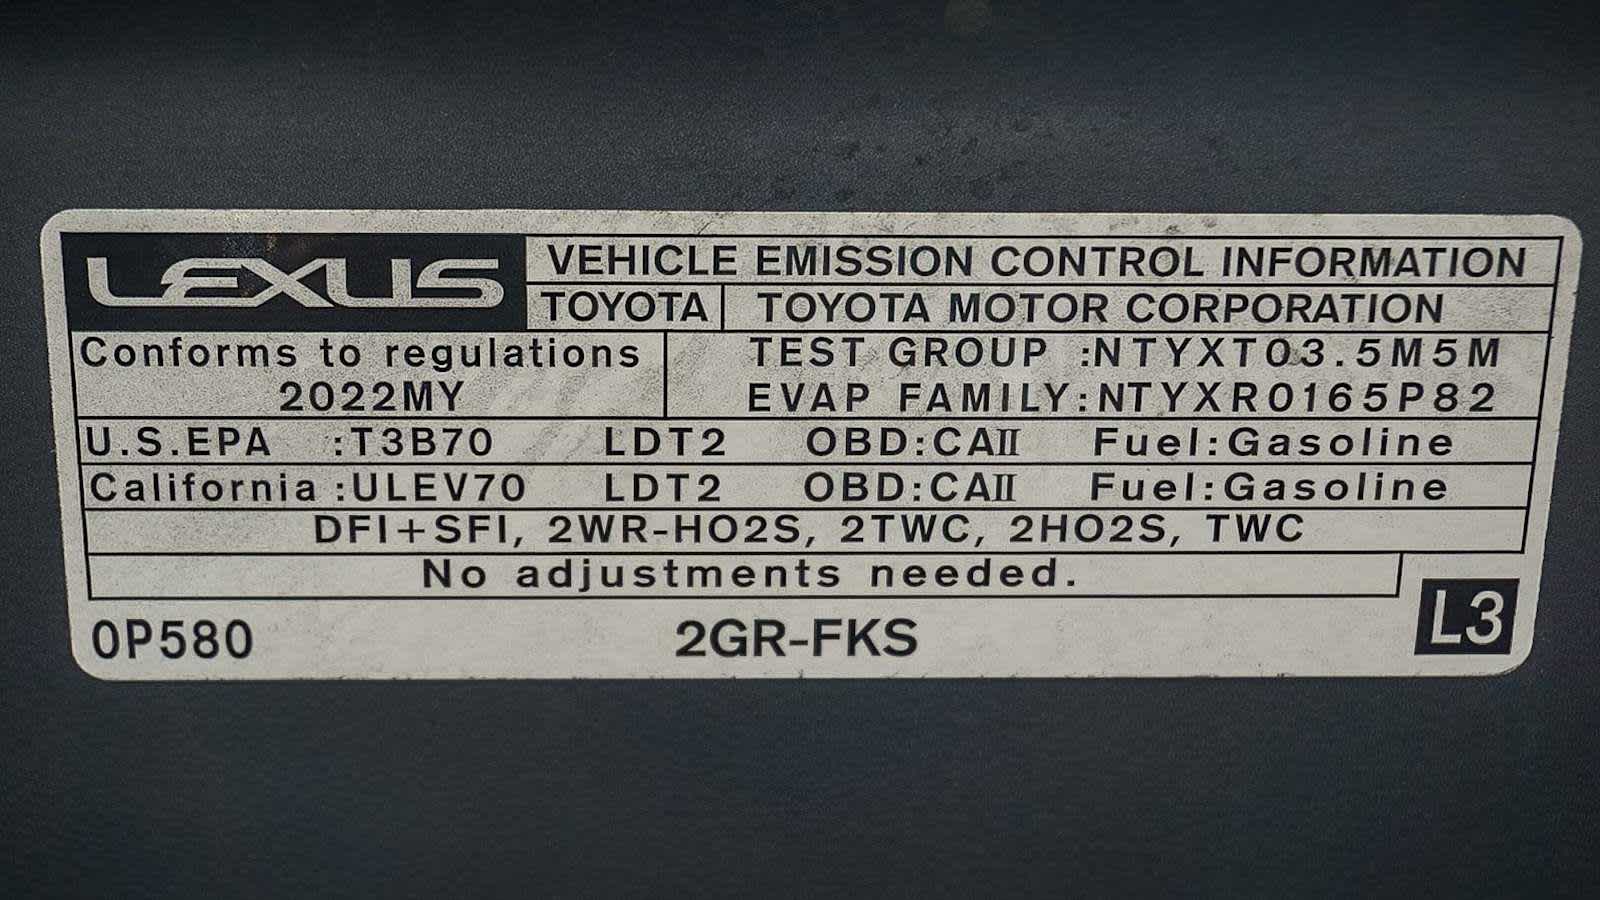 LEXUS VEHICLE EMISSION CONTROL INFORMATION
TOYOTA TOYOTA MOTOR CORPORATION
Conforms to regulations TEST GROUP :NTYXT03.5M5M
2022MY EVAP FAMILY:NTYXR0165P82
U.S.EPA :T3B70 LDT2 OBD:CAII Fuel:Gasoline
California :ULEV70 LDT2 OBD:CAII Fuel:Gasoline
DFI+SFI, 2WR-HO2S, 2TWC, 2HO2S, TWC
No adjustments needed.
0P580 2GR-FKS L3